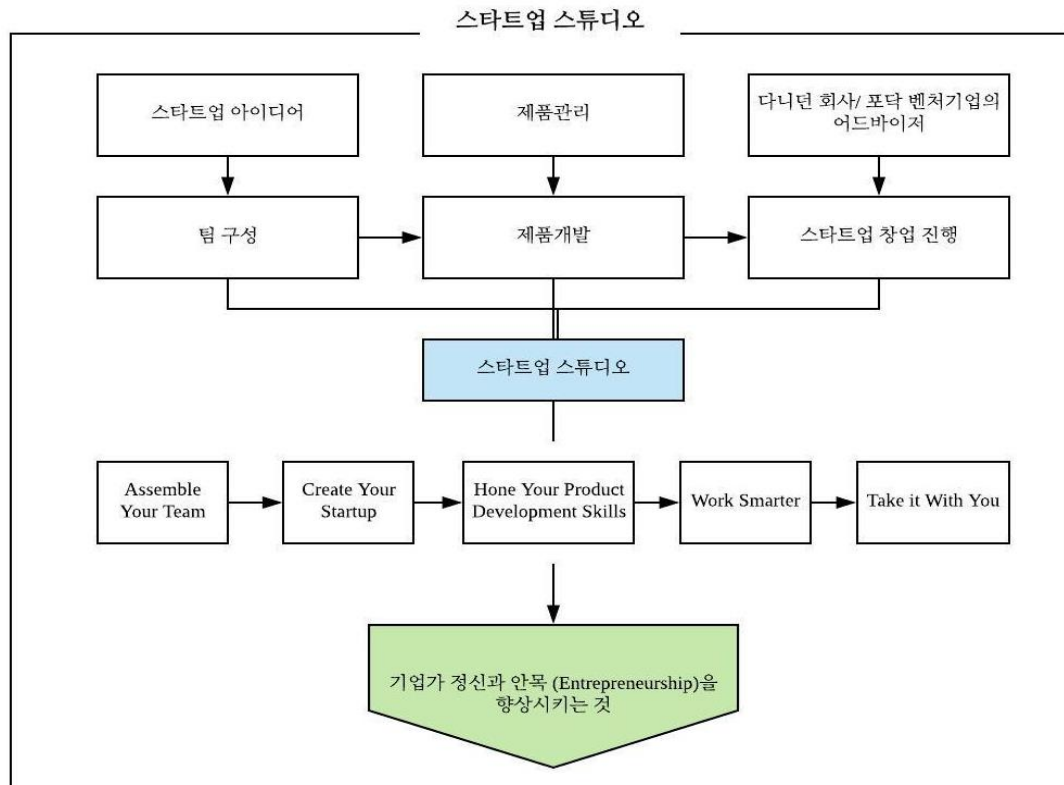 스타트업 스튜디오
스타트업 아이디어
제품관리
다니던 회사/ 포닥 벤처기업의
어드바이저
팀 구성
제품개발
스타트업 창업 진행
스타트업 스튜디오
Assemble
Your Team
Create Your
Startup
Hone Your Product
Development Skills
Work Smarter
Take it With You
기업가 정신과 안목 (Entrepreneurship)을
향상시키는 것